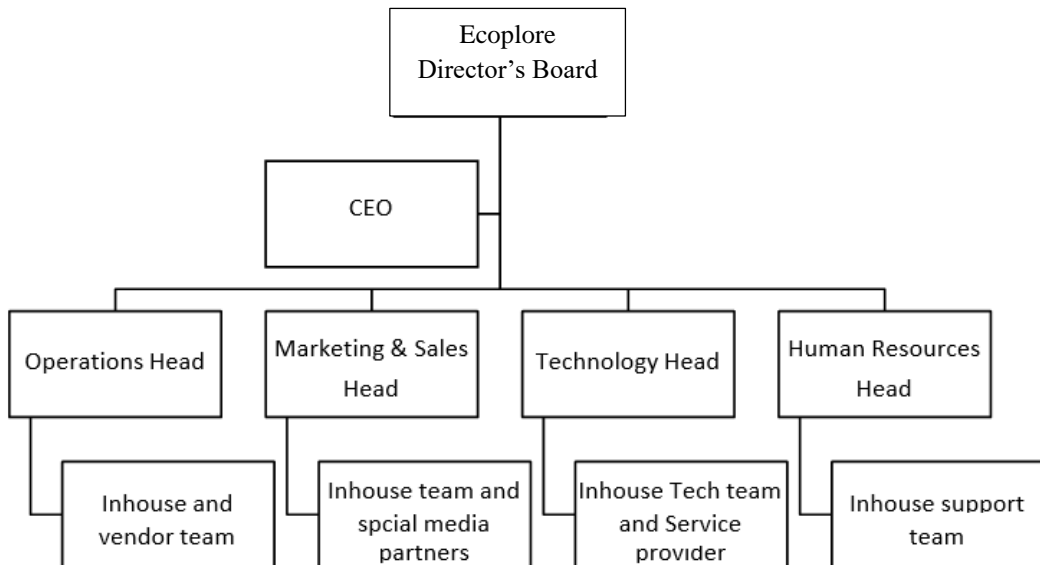 Ecoplore
Director’s Board
CEO
Operations Head
Marketing & Sales
Head
Technology Head
Human Resources
Head
Inhouse and
vendor team
Inhouse team and
spcial media
partners
Inhouse Tech team
and Service
provider
Inhouse support
team